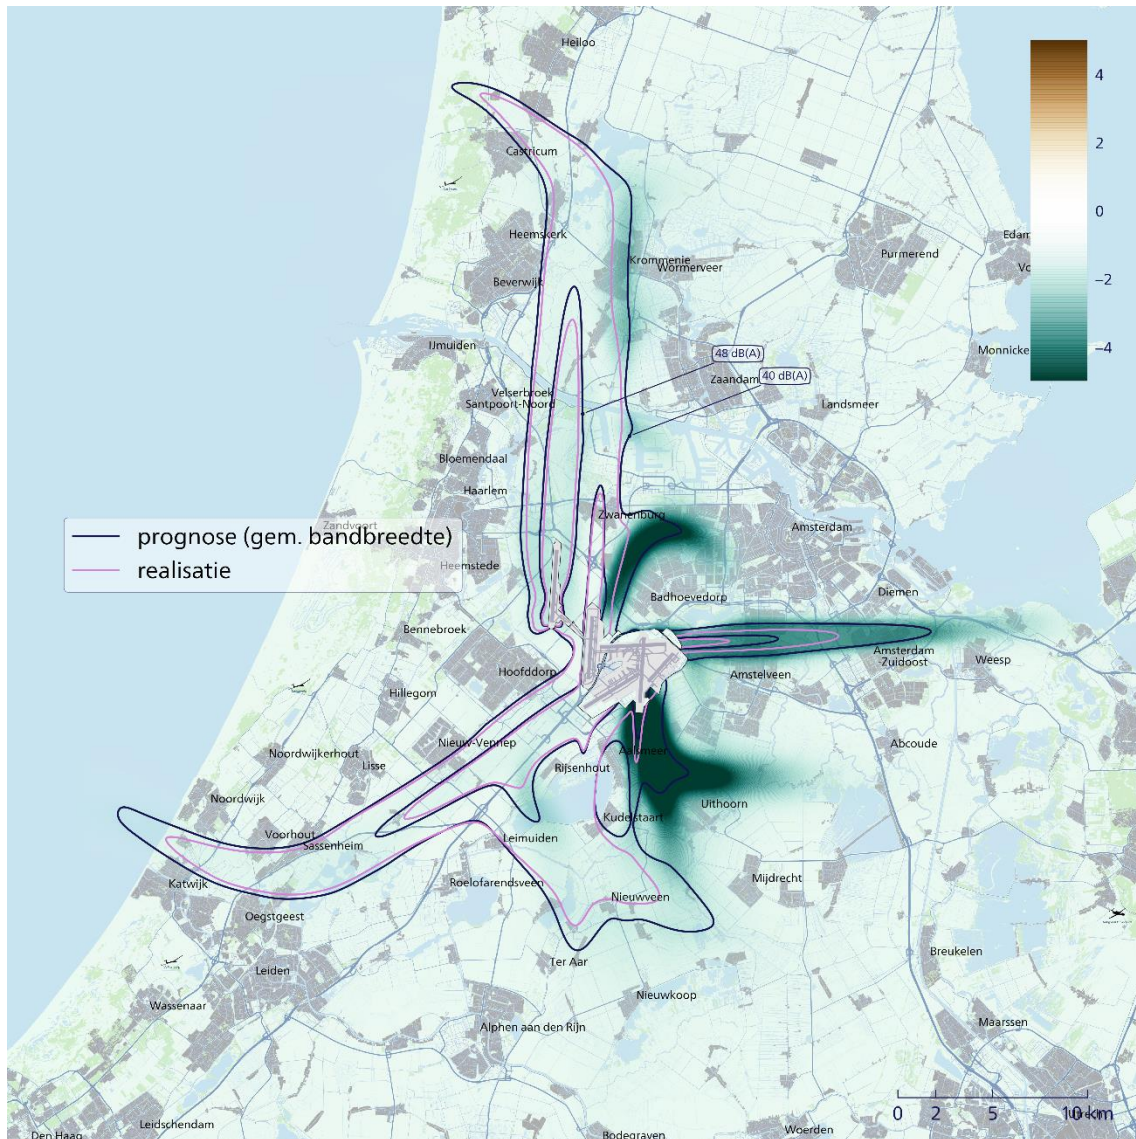 Heiloo
4
Castricum
2
0
Heemskerk
Edam
Purmerend
Krommenie
Wormerveer
Beverwijk
−2
IJmuiden
−4
Monnicke
48 dB(A)
40 dB(A)
Zaandam
Velserbroek
Santpoort-Noord
Landsmeer
Bloemendaal
Haarlem
Zwanenburg
Zandvoort
Amsterdam
prognose (gem. bandbreedte)
realisatie
Heemstede
Diemen
Badhoevedorp
Bennebroek
Amsterdam
-Zuidoost
Weesp
Hoofddorp
Amstelveen
Hillegom
Nieuw-Vennep
Abcoude
Aalsmeer
Noordwijkerhout
Lisse
Rijsenhout
Noordwijk
Uithoorn
Kudelstaart
Voorhout
Sassenheim
Leimuiden
Katwijk
Roelofarendsveen
Mijdrecht
Nieuwveen
Oegstgeest
Breukelen
Ter Aar
Leiden
Nieuwkoop
Wassenaar
Maarssen
Alphen aan den Rijn
0 2 5 10 km
Leidschendam
Woerden
Den Haag
Bodegraven